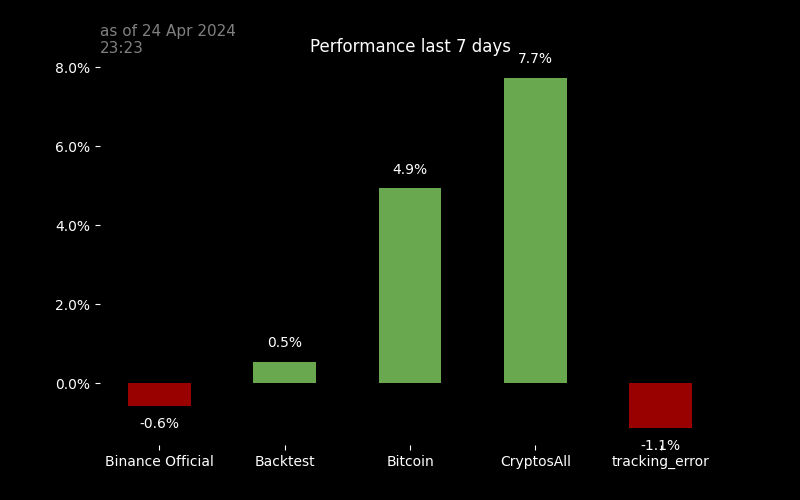 as of 24 Apr 2024
23:23
Performance last 7 days
8.0%
6.0%
4.0%
2.0%
0.0%
-0.6%
0.5%
4.9%
7.7%
-1.1%
Binance Official
Backtest
Bitcoin
CryptosAll
tracking_error